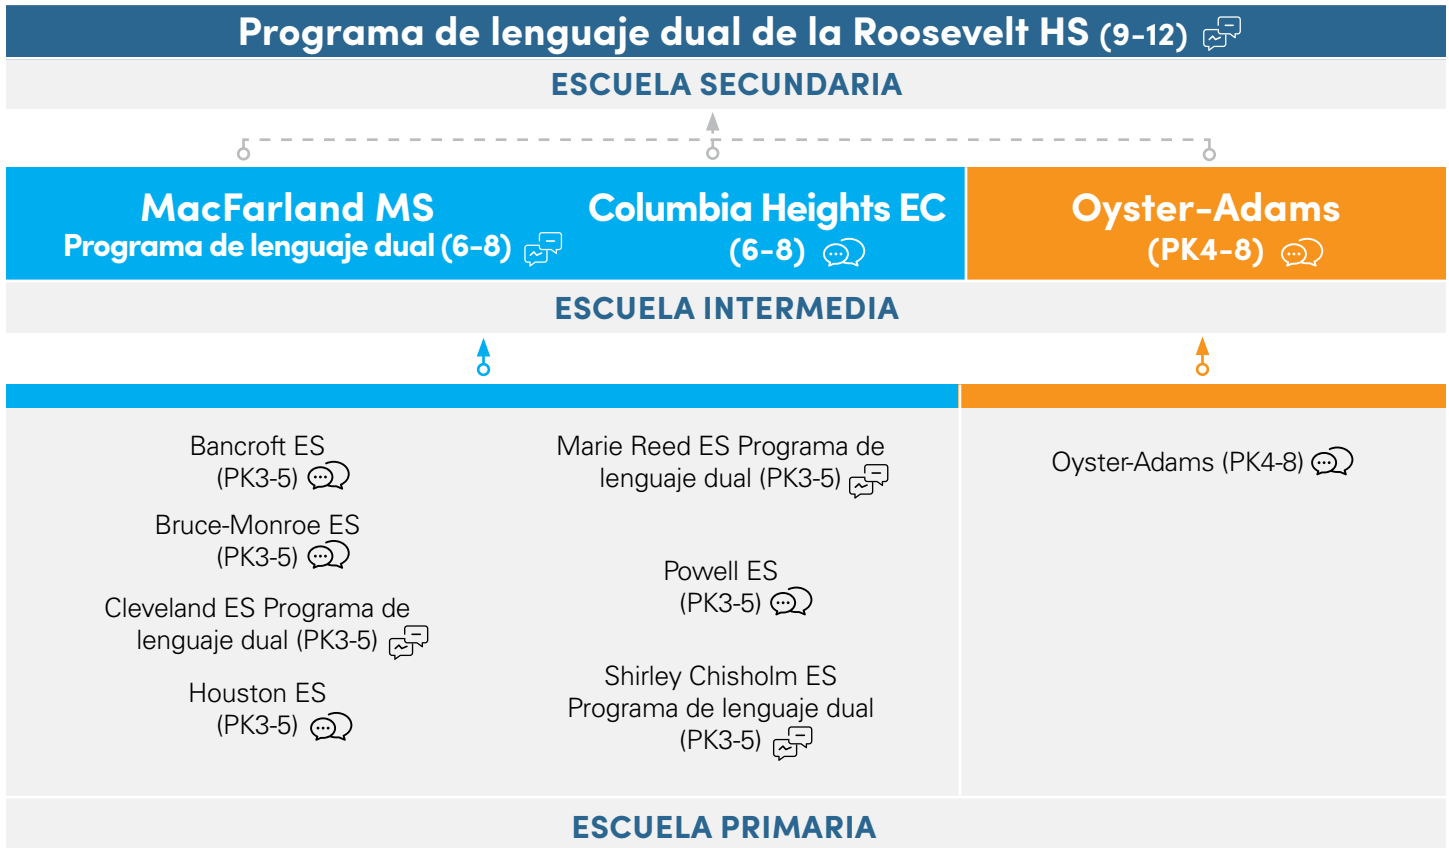 Programa de lenguaje dual de la Roosevelt HS (9-12)
ESCUELA SECUNDARIA
MacFarland MS
Programa de lenguaje dual (6-8)
Columbia Heights EC
(6-8)
Oyster-Adams
(PK4-8)
ESCUELA INTERMEDIA
Bancroft ES
(PK3-5)
Bruce-Monroe ES
(PK3-5)
Cleveland ES Programa de
lenguaje dual (PK3-5)
Houston ES
(PK3-5)
Marie Reed ES Programa de
lenguaje dual (PK3-5)
Powell ES
(PK3-5)
Shirley Chisholm ES
Programa de lenguaje dual
(PK3-5)
Oyster-Adams (PK4-8)
ESCUELA PRIMARIA